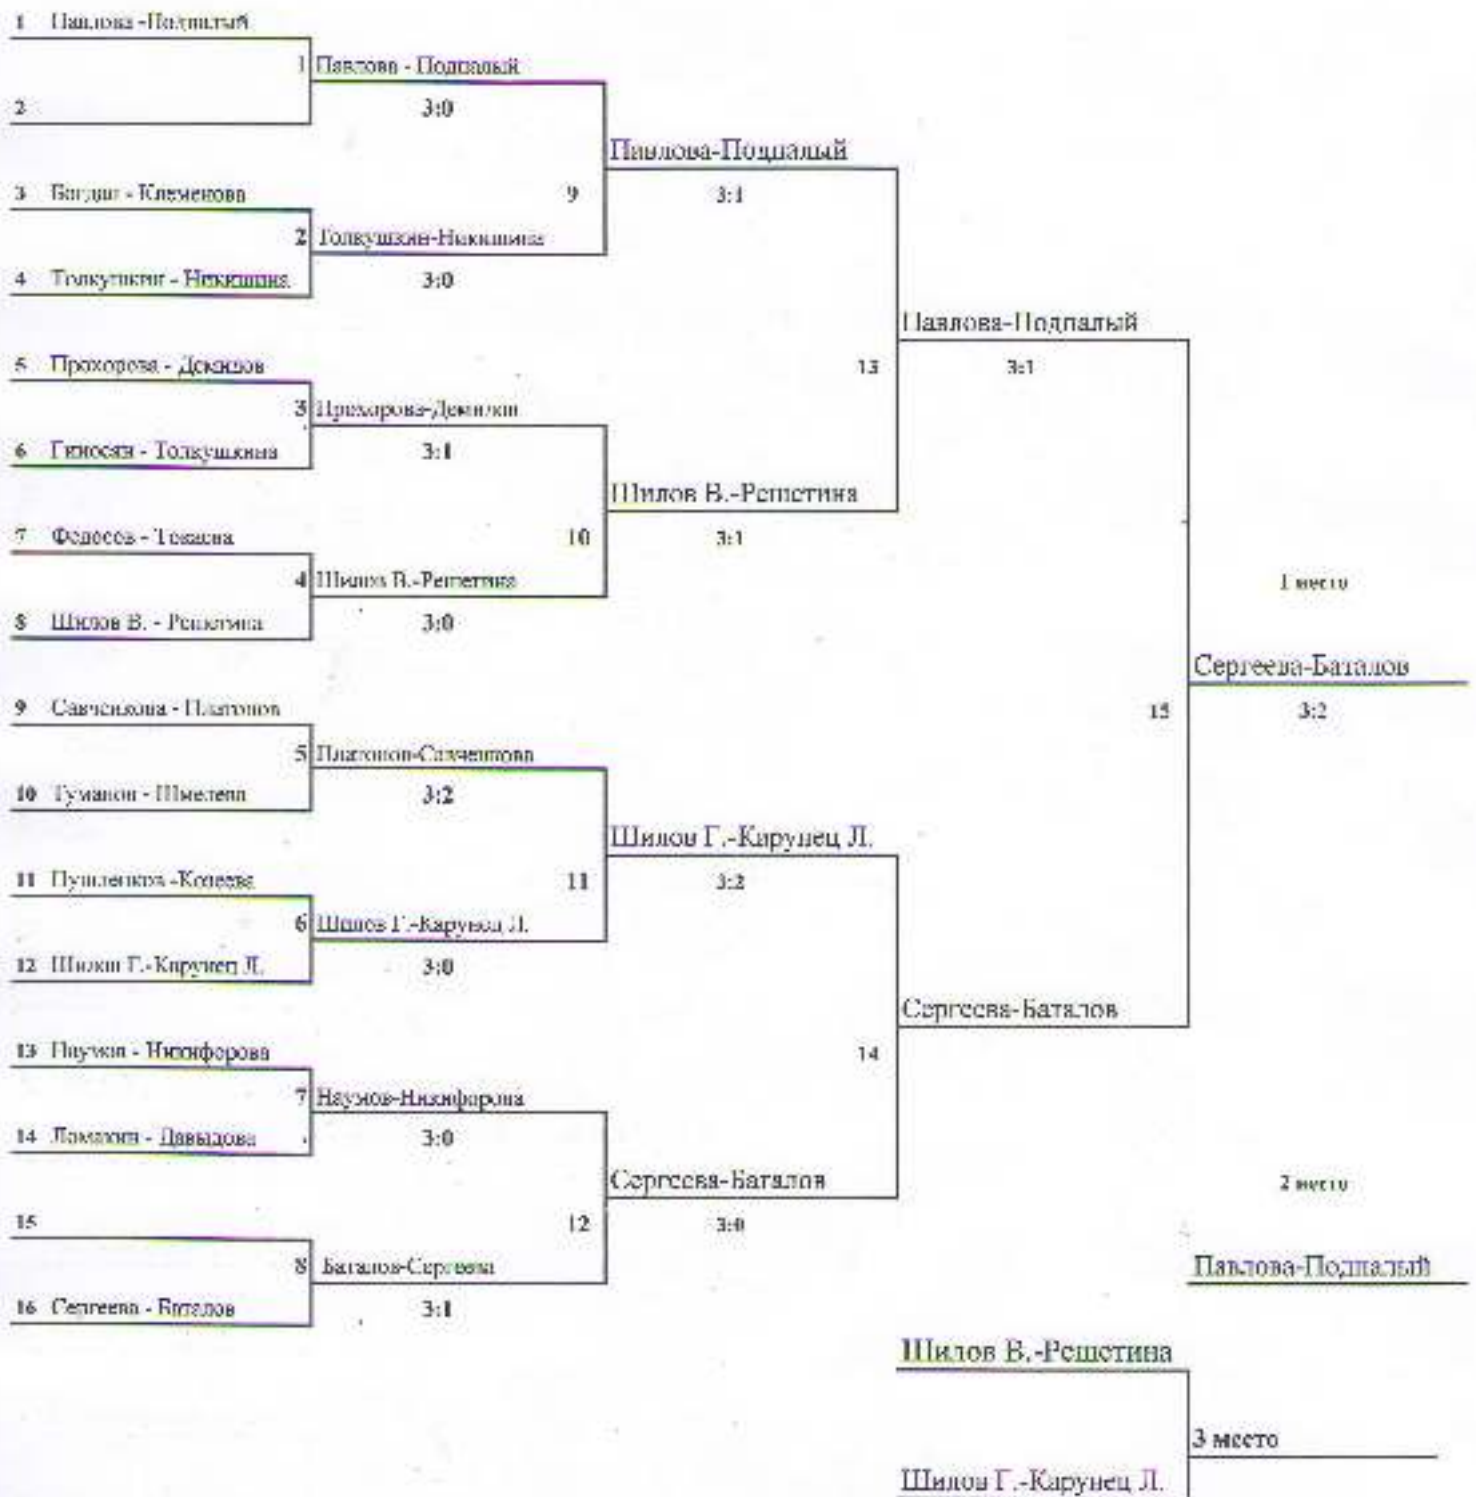 1 Павлова -Подпалый
1 Павлова - Подпалый
3:0
2
Павлова-Подпалый
3:1
9
3 Богдан - Клеменова
2 Толкушкин-Никишина
3:0
4 Толкушкин - Никишина
Павлова-Подпалый
3:1
13
5 Прохорова - Демидов
3 Прохорова-Демидов
3:1
6 Гиносян - Толкушкина
Шилов В.-Решетина
3:1
10
7 Федосов - Токаева
4 Шилов В.-Решетина
3:0
8 Шилов В. - Решетина
1 место
Сергеева-Баталов
3:2
15
9 Савченкова - Платонов
5 Платонов-Савченкова
3:2
10 Туманов - Шмелева
Шилов Г.-Карунец Л.
3:2
11
11 Пушленков -Конеева
6 Шилов Г.-Карунец Л.
3:0
12 Шилов Г.-Карунец Л.
Сергеева-Баталов
14
13 Наумов - Никифорова
7 Наумов-Никифорова
3:0
14 Ломакин - Давыдова
Сергеева-Баталов
3:0
12
15
8 Баталов-Сергеева
3:1
16 Сергеева - Баталов
2 место
Павлова-Подпалый
Шилов В.-Решетина
3 место
Шилов Г.-Карунец Л.